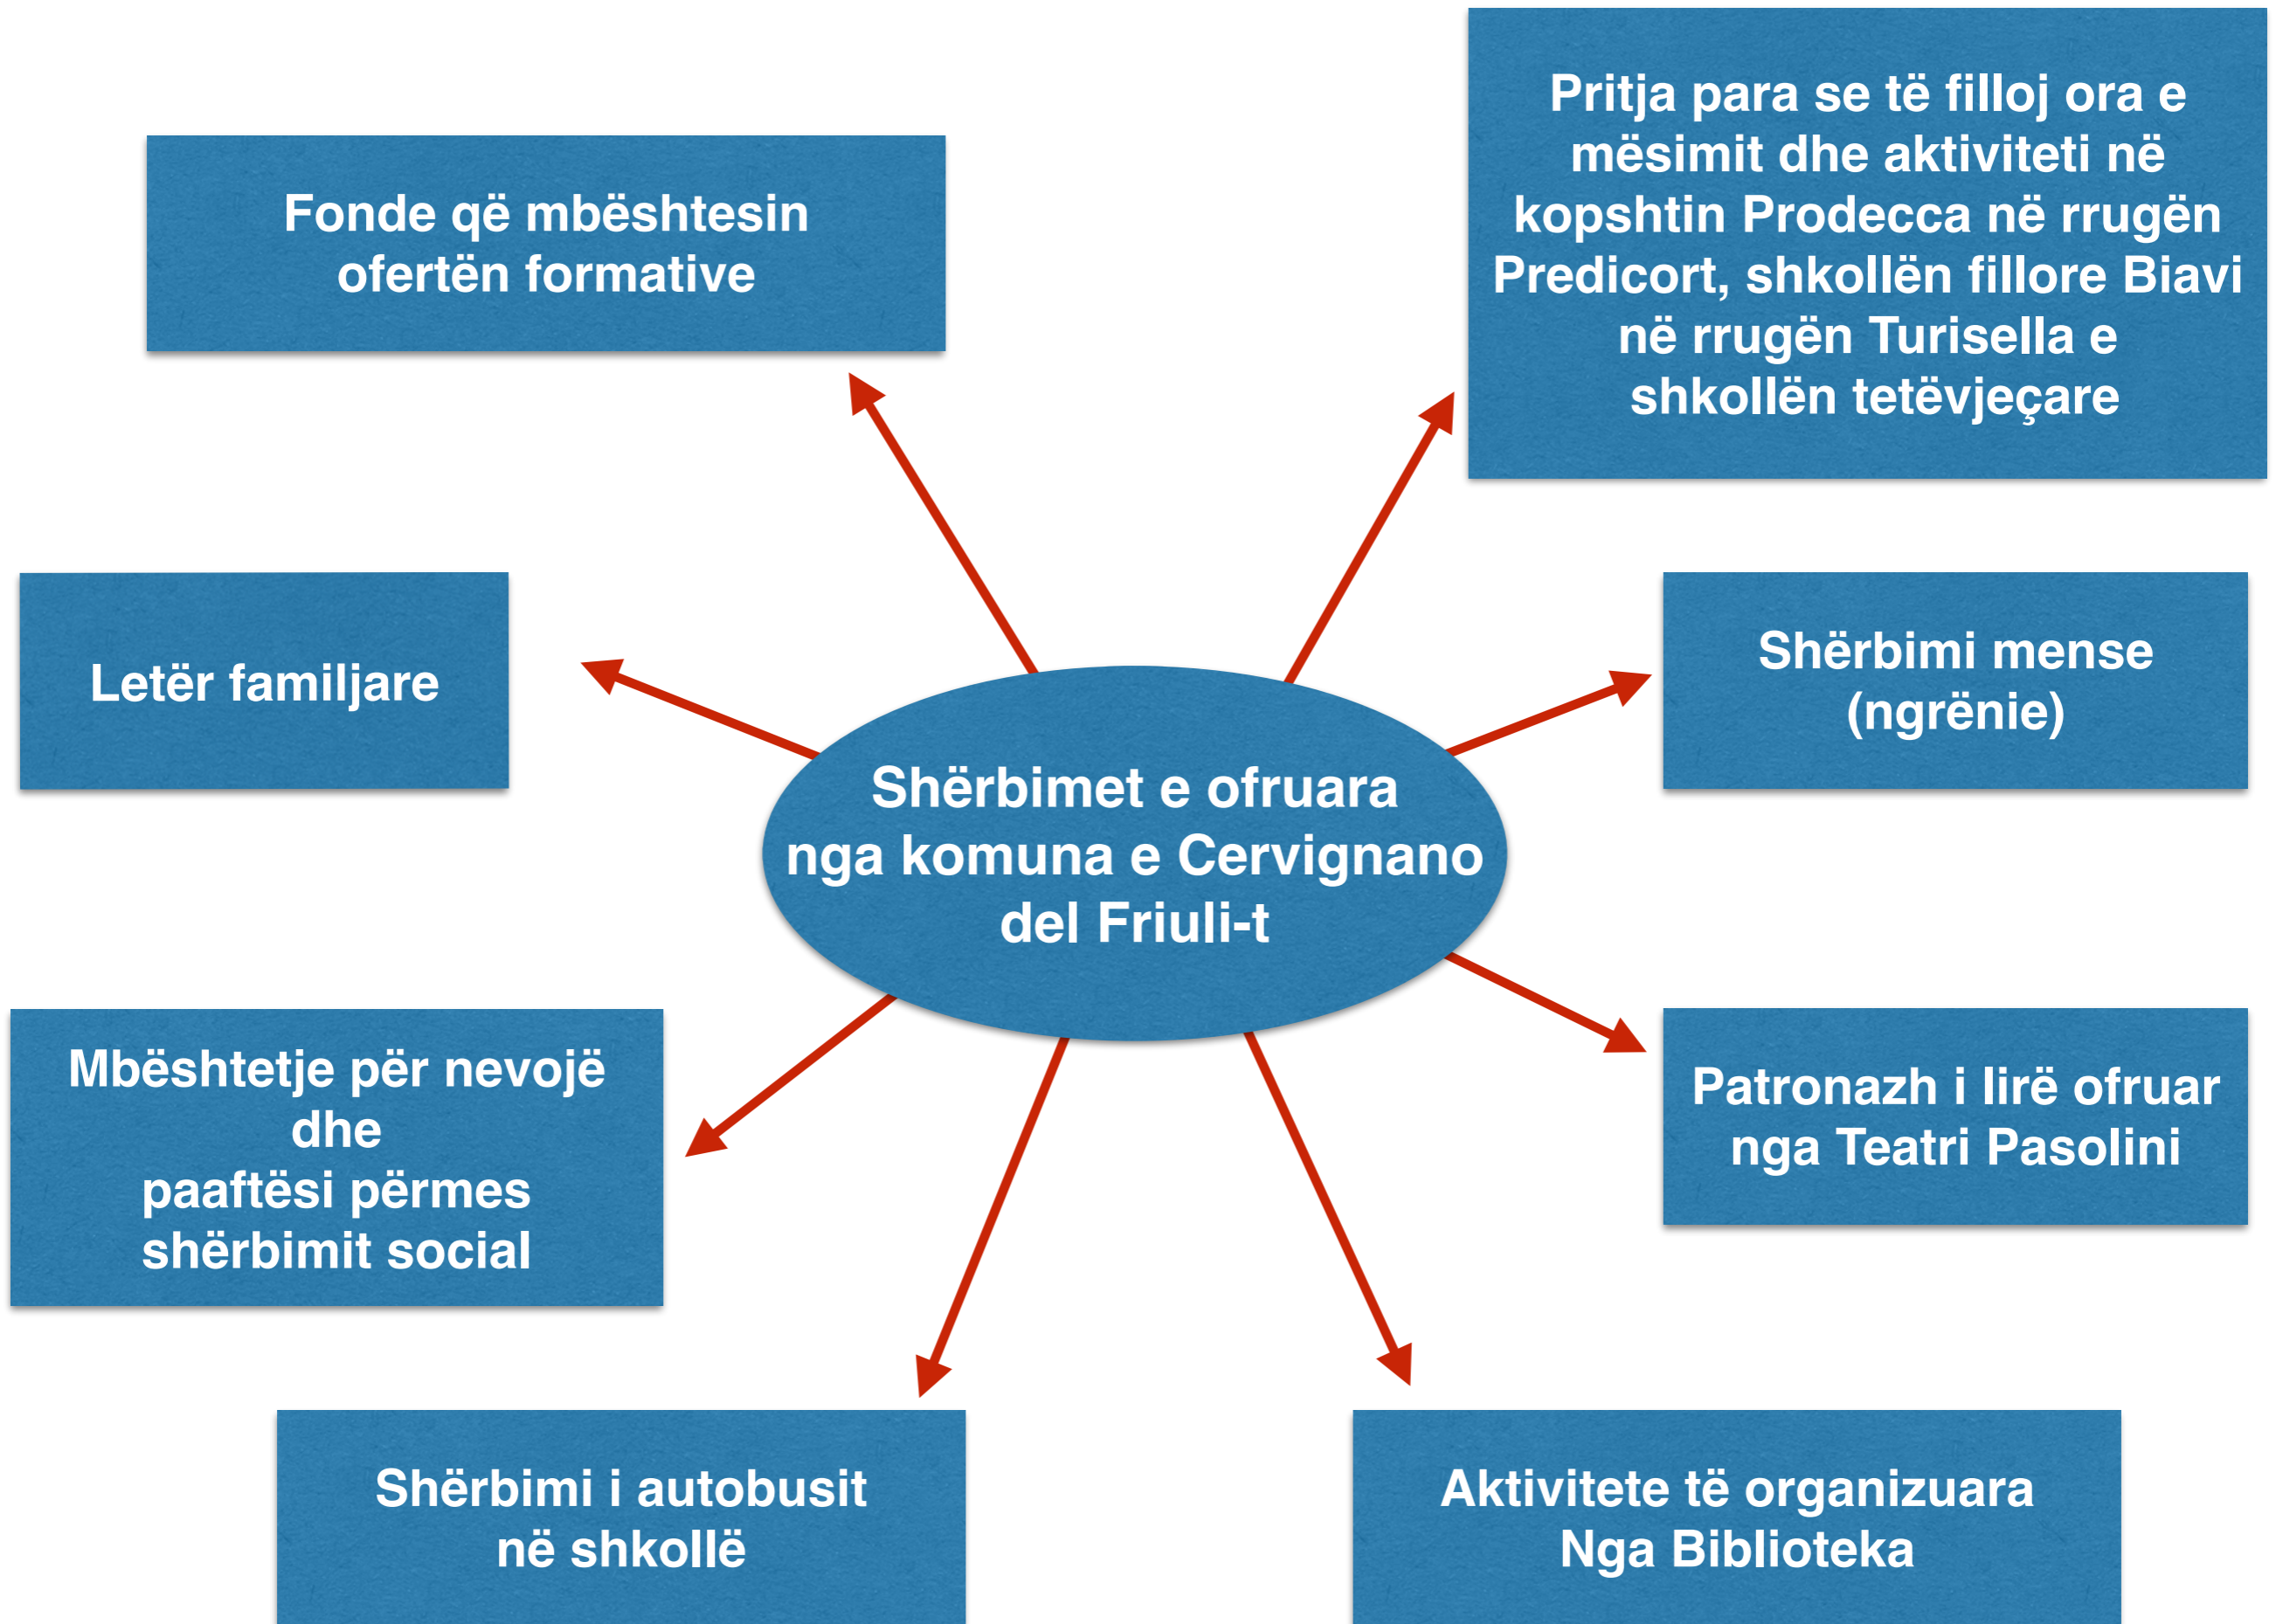 Fonde që mbështesin
ofertën formative
Pritja para se të filloj ora e
mësimit dhe aktiviteti në
kopshtin Prodecca në rrugën
Predicort, shkollën fillore Biavi
në rrugën Turisella e
shkollën tetëvjeçare
Letër familjare
Shërbimi mense
(ngrënie)
Shërbimet e ofruara
nga komuna e Cervignano
del Friuli-t
Mbështetje për nevojë
dhe
paaftësi përmes
shërbimit social
Patronazh i lirë ofruar
nga Teatri Pasolini
Shërbimi i autobusit
në shkollë
Aktivitete të organizuara
Nga Biblioteka